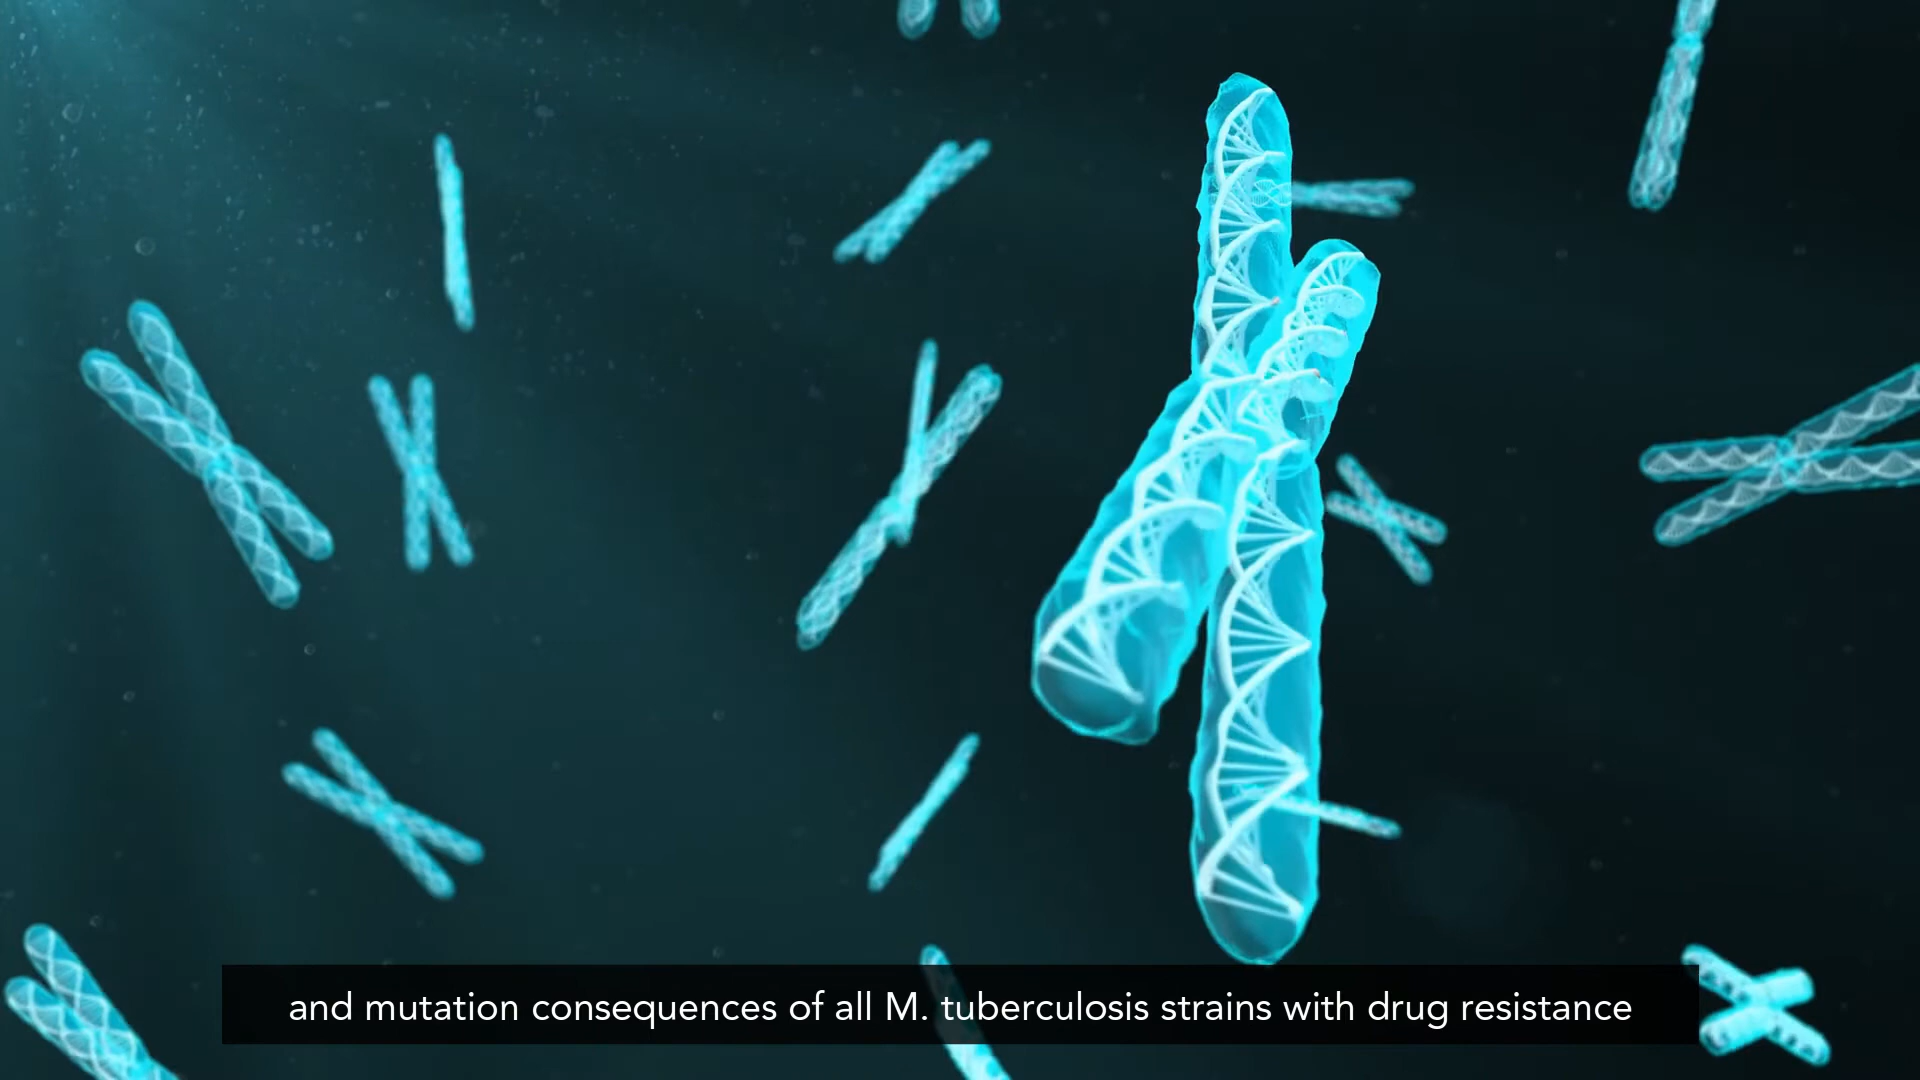 and mutation consequences of all M. tuberculosis strains with drug resistance